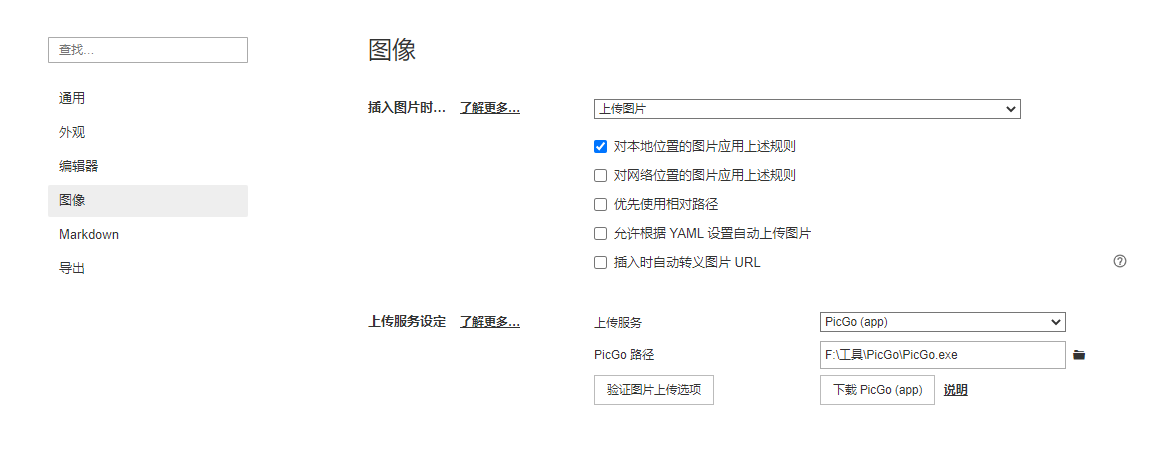 查找...
通用
外观
编辑器
图像
Markdown
导出
图像
插入图片时... 了解更多... 上传图片
对本地位置的图片应用上述规则
对网络位置的图片应用上述规则
优先使用相对路径
允许根据 YAML 设置自动上传图片
插入时自动转义图片 URL
上传服务设定 了解更多... 上传服务 PicGo (app)
PicGo 路径 F:\工具\PicGo\PicGo.exe
验证图片上传选项 下载 PicGo (app) 说明